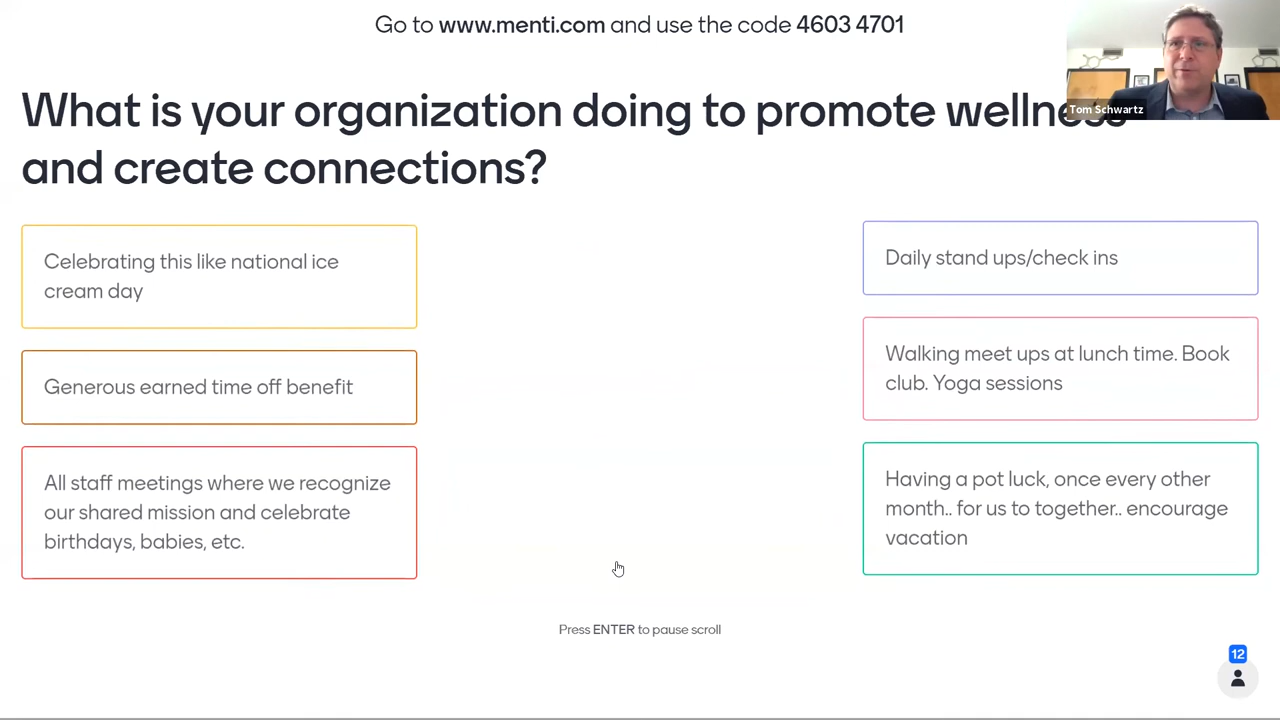 Go to www.menti.com and use the code 4603 4701
Tom Schwartz
What is your organization doing to promote wellness
and create connections?
Celebrating this like national ice
cream day
Generous earned time off benefit
All staff meetings where we recognize
our shared mission and celebrate
birthdays, babies, etc.
Daily stand ups/check ins
Walking meet ups at lunch time. Book
club. Yoga sessions
Having a pot luck, once every other
month.. for us to together.. encourage
vacation
Press ENTER to pause scroll
12